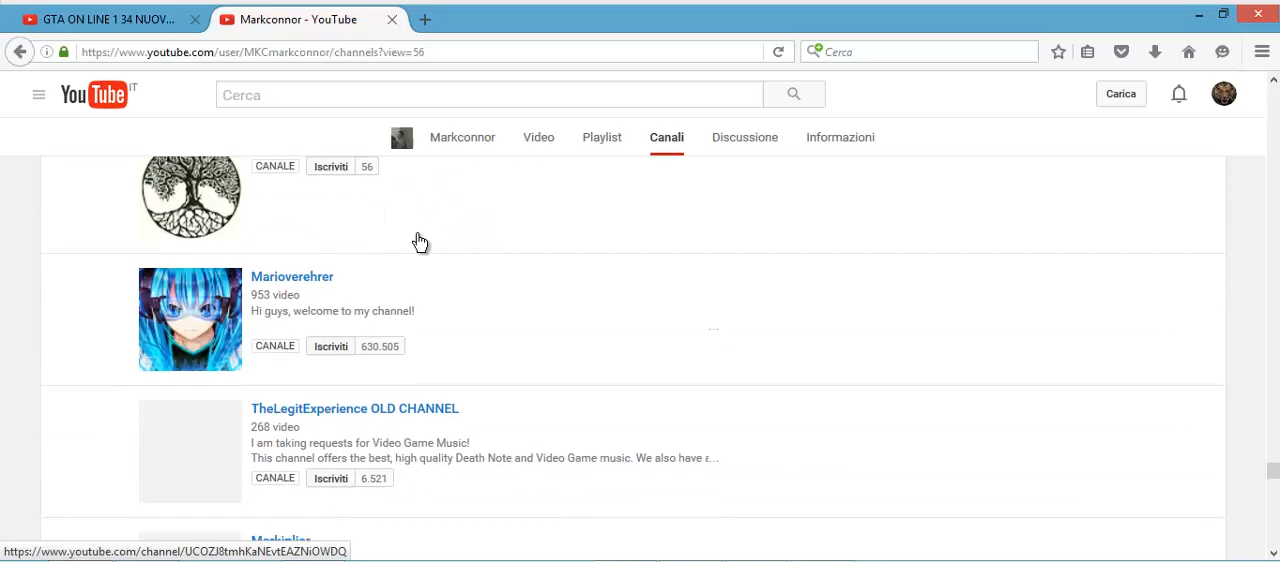 GTA ON LINE 1 34 NUOV...
Markconnor - YouTube
https://www.youtube.com/user/MKCmarkconnor/channels?view=56
Cerca
YouTube IT
Cerca
Carica
Markconnor
Video
Playlist
Canali
Discussione
Informazioni
CANALE
Iscriviti 56
Marioverehrer
953 video
Hi guys, welcome to my channel!
...
CANALE
Iscriviti 630.505
TheLegitExperience OLD CHANNEL
268 video
I am taking requests for Video Game Music!
This channel offers the best, high quality Death Note and Video Game music. We also have a...
CANALE
Iscriviti 6.521
Markiplier
https://www.youtube.com/channel/UCOZJ8tmhKaNEvtEAZNiOWDQ